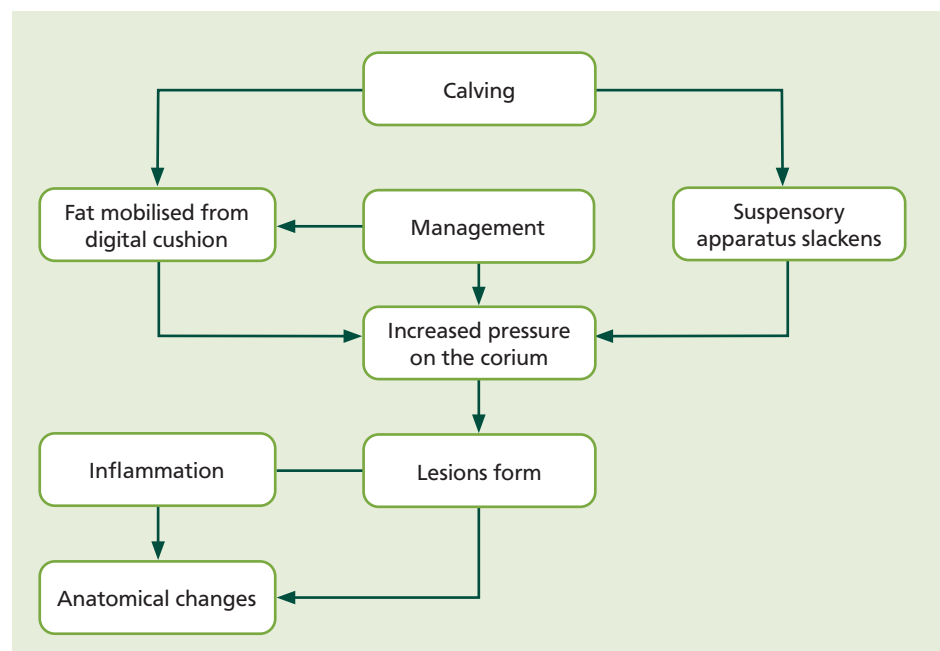 Calving
Fat mobilised from
digital cushion
Management
Suspensory
apparatus slackens
Increased pressure
on the corium
Inflammation
Lesions form
Anatomical changes